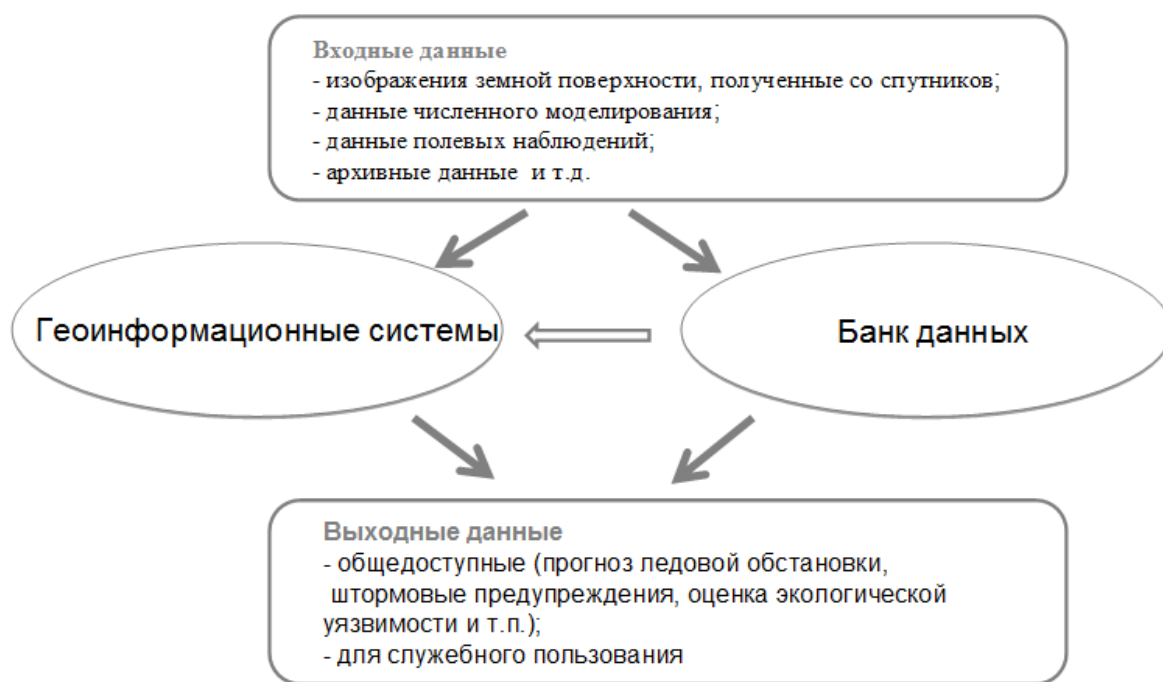 Входные данные
- изображения земной поверхности, полученные со спутников;
- данные численного моделирования;
- данные полевых наблюдений;
- архивные данные и т.д.
Геоинформационные системы
Банк данных
Выходные данные
- общедоступные (прогноз ледовой обстановки,
штормовые предупреждения, оценка экологической
уязвимости и т.п.);
- для служебного пользования